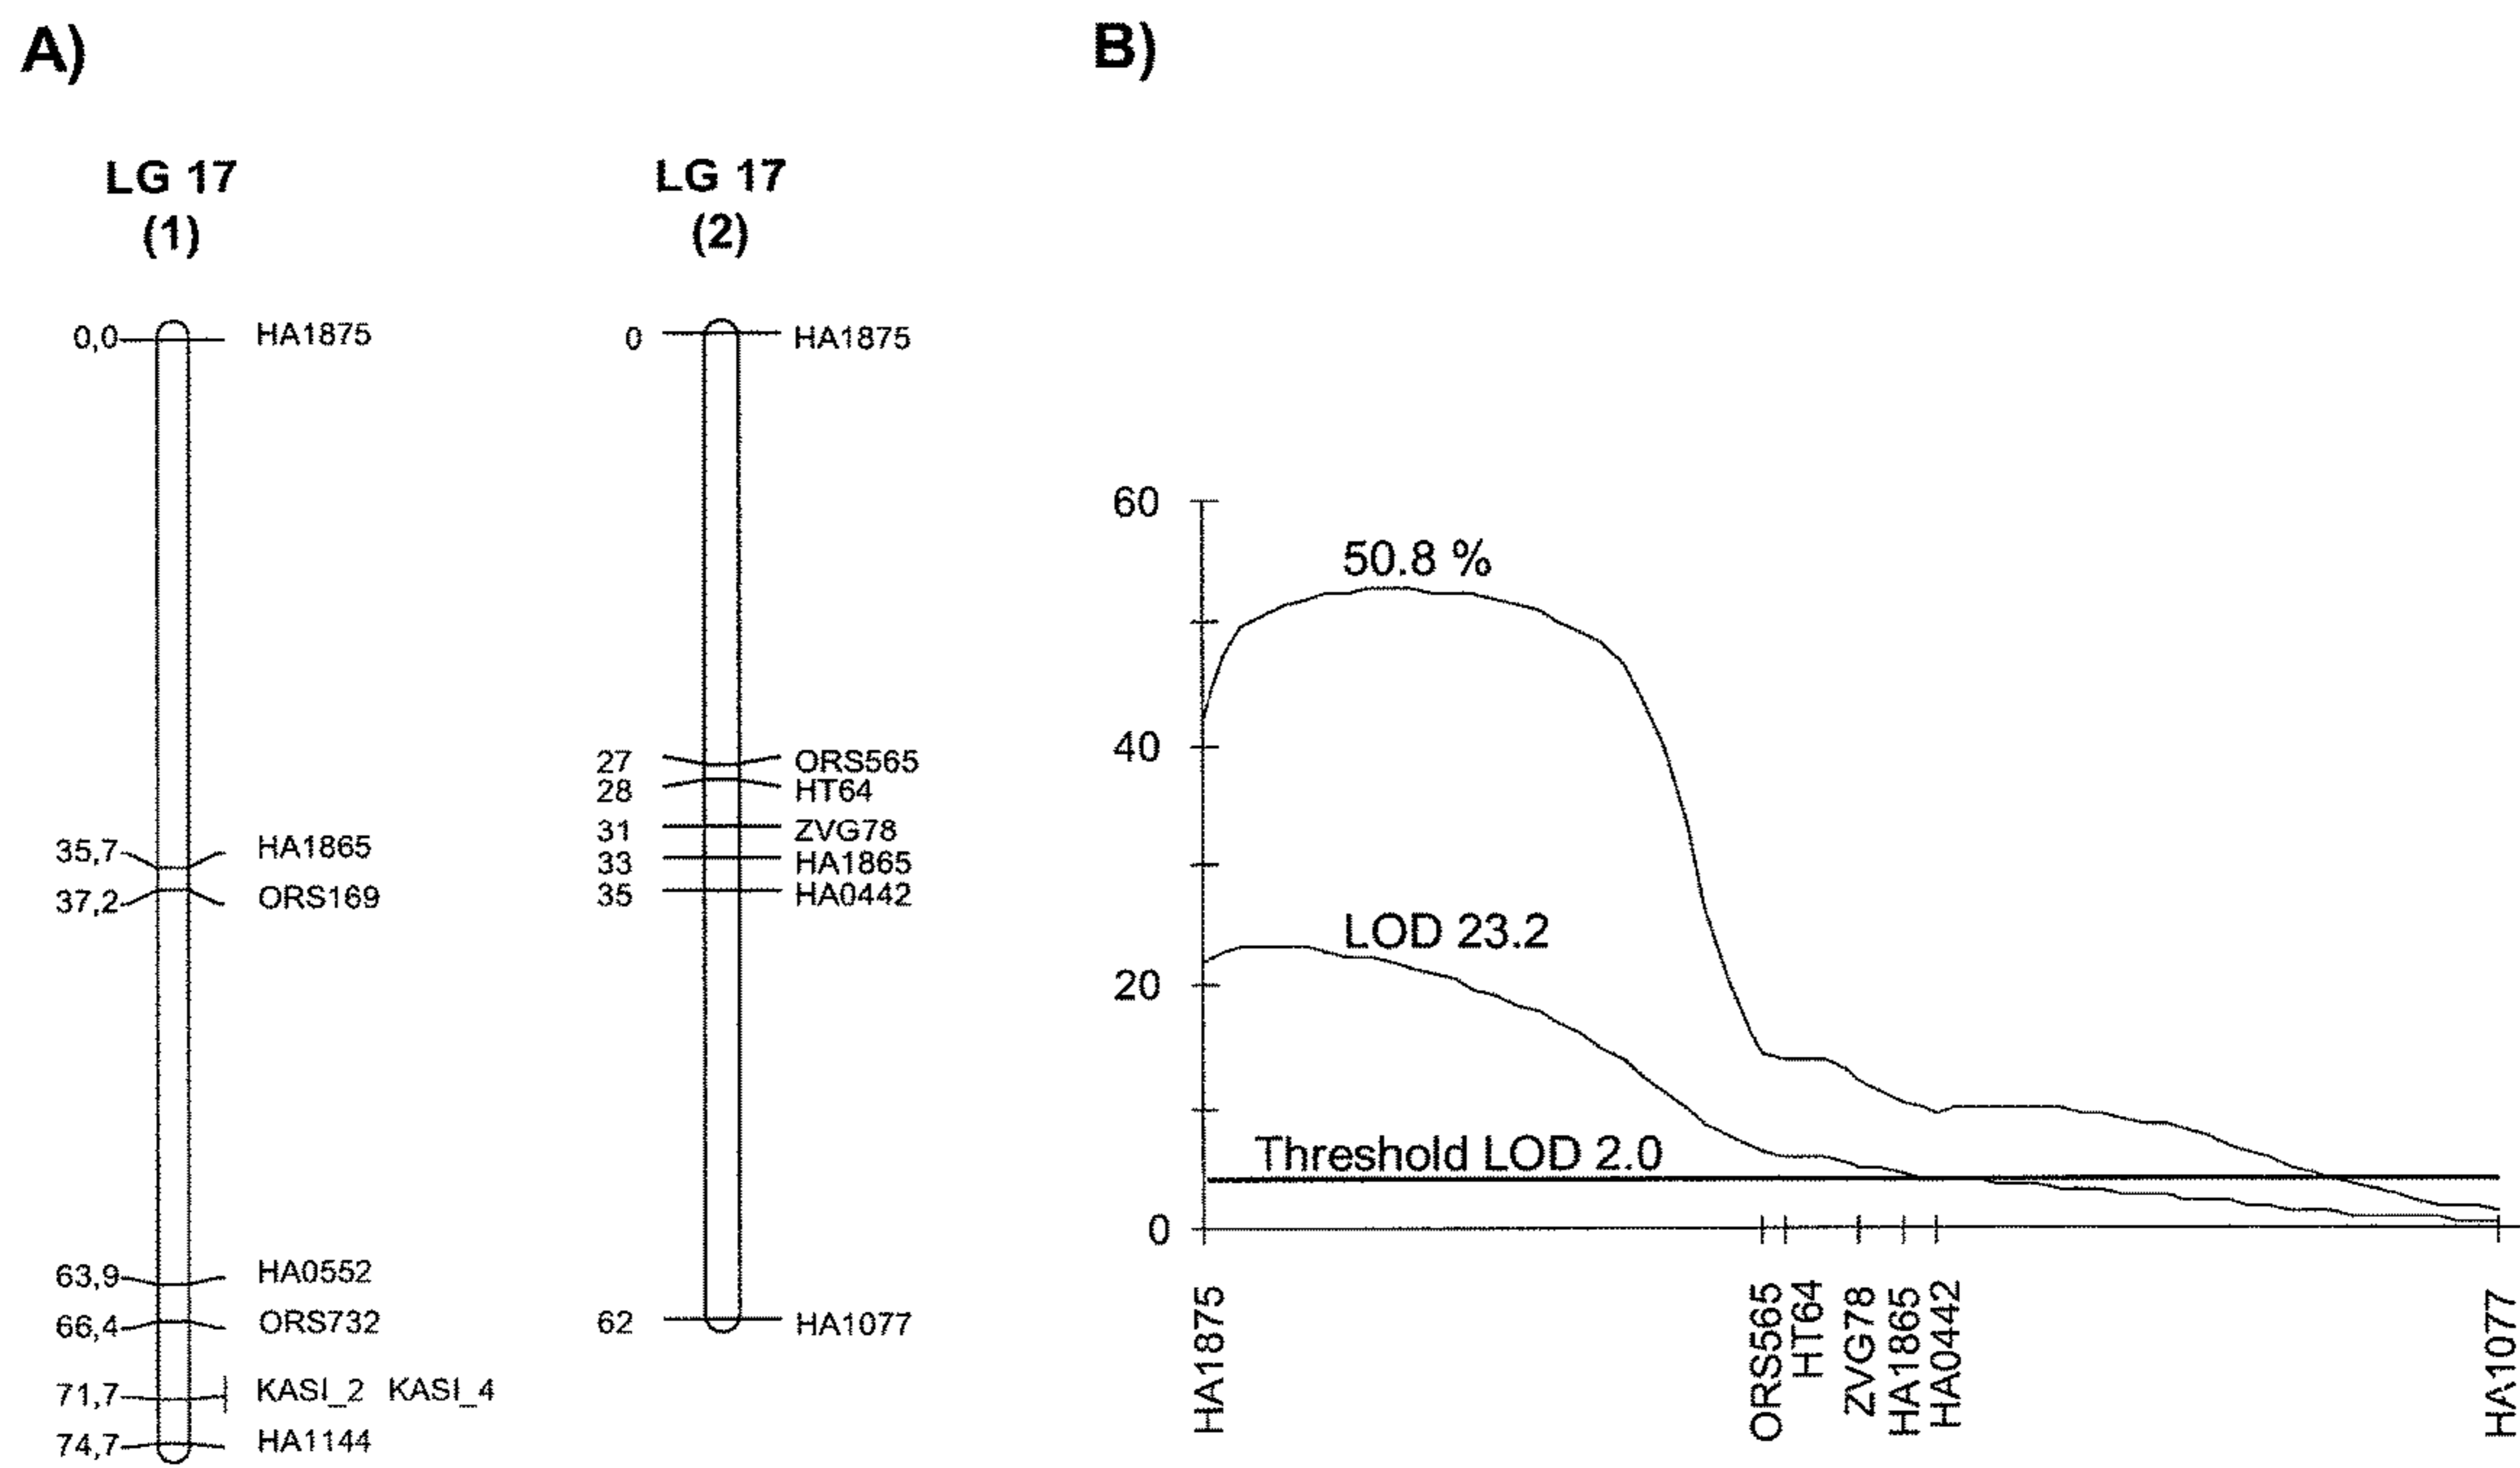 A)
LG 17
(1)
0,0 HA1875
35,7 HA1865
37,2 ORS169
63,9 HA0552
66,4 ORS732
71,7 KASI_2 KASI_4
74,7 HA1144
LG 17
(2)
0 HA1875
27 ORS565
28 HT64
31 ZVG78
33 HA1865
35 HA0442
62 HA1077
B)
60
40
20
0
50.8 %
LOD 23.2
Threshold LOD 2.0
HA1875
ORS565
HT64
ZVG78
HA1865
HA0442
HA1077